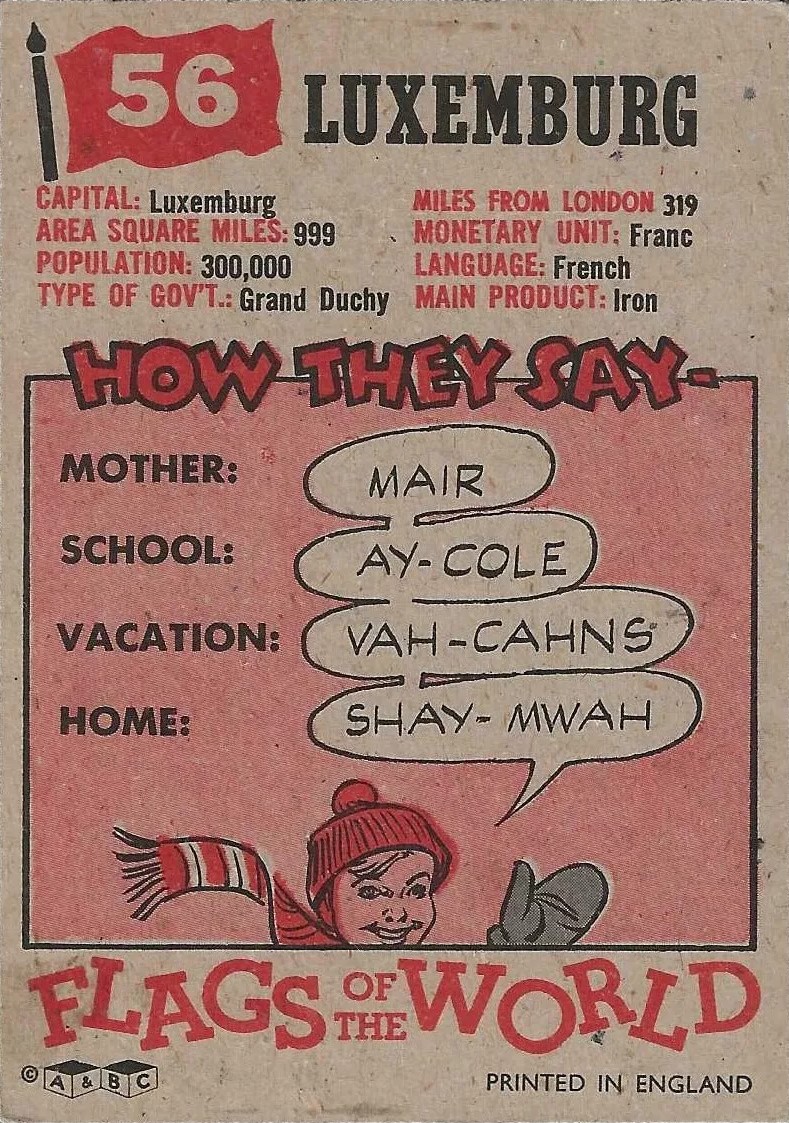 56 LUXEMBURG
CAPITAL: Luxemburg
AREA SQUARE MILES: 999
POPULATION: 300,000
TYPE OF GOV'T.: Grand Duchy
MILES FROM LONDON 319
MONETARY UNIT: Franc
LANGUAGE: French
MAIN PRODUCT: Iron
HOW THEY SAY-
MOTHER: MAIR
SCHOOL: AY-COLE
VACATION: VAH-CAHNS
HOME: SHAY-MWAH
FLAGS OF THE WORLD
© A & B C
PRINTED IN ENGLAND